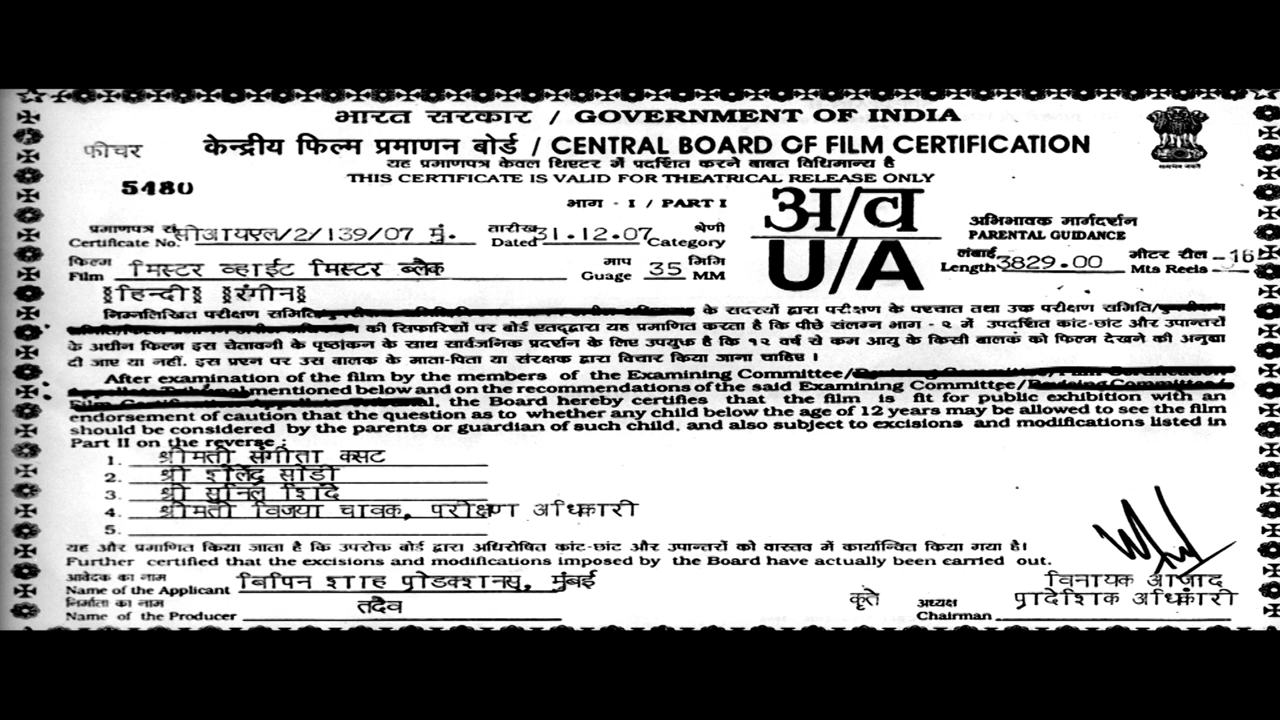 भारत सरकार / GOVERNMENT OF INDIA
केन्द्रीय फिल्म प्रमाणन बोर्ड / CENTRAL BOARD OF FILM CERTIFICATION
फीचर
यह प्रमाणपत्र केवल थिएटर में प्रदर्शित करने बाबत विधिमान्य है
5480
THIS CERTIFICATE IS VALID FOR THEATRICAL RELEASE ONLY
भाग - I / PART I
अ/व
U/A
अभिभावक मार्गदर्शन
PARENTAL GUIDANCE
प्रमाणपत्र सं सीआयएल/2/139/07 मुं. तारीख 31.12.07 श्रेणी
Certificate No. Dated Category
लंबाई 3829.00 मीटर रील - 16
Length Mts Reels
फिल्म मिस्टर व्हाईट मिस्टर ब्लैक माप 35 मिमि
Film Guage MM
हिन्दी रंगीन
निम्नलिखित परीक्षण समिति/ के सदस्यों द्वारा परीक्षण के पश्चात तथा उक्त परीक्षण समिति/
की सिफारिशों पर बोर्ड एतद्द्वारा यह प्रमाणित करता है कि पीछे संलग्न भाग - २ में उपदर्शित कांट-छांट और उपान्तरों
के अधीन फिल्म इस चेतावनी के पृष्ठांकन के साथ सार्वजनिक प्रदर्शन के लिए उपयुक्त है कि १२ वर्ष से कम आयु के किसी बालक को फिल्म देखने की अनुज्ञा
दी जाए या नहीं. इस प्रश्न पर उस बालक के माता-पिता या संरक्षक द्वारा विचार किया जाना चाहिए ।
After examination of the film by the members of the Examining Committee/
mentioned below and on the recommendations of the said Examining Committee/
, the Board hereby certifies that the film is fit for public exhibition with an
endorsement of caution that the question as to whether any child below the age of 12 years may be allowed to see the film
should be considered by the parents or guardian of such child, and also subject to excisions and modifications listed in
Part II on the reverse :
1. श्रीमती संगीता
2. श्री शैलेंद्र सोडी
3. श्री सुनिल शिंदे
4. श्रीमती विजया चावक, परीक्षण अधिकारी
5.
यह और प्रमाणित किया जाता है कि उपरोक्त बोर्ड द्वारा अधिरोपित कांट-छांट और उपान्तरों को वास्तव में कार्यान्वित किया गया है।
Further certified that the excisions and modifications imposed by the Board have actually been carried out.
आवेदक का नाम बिपिन शाह प्रोडक्शनस्, मुंबई
Name of the Applicant
विनायक आजाद
निर्माता का नाम तदैव
Name of the Producer
कृते अध्यक्ष प्रादेशिक अधिकारी
Chairman